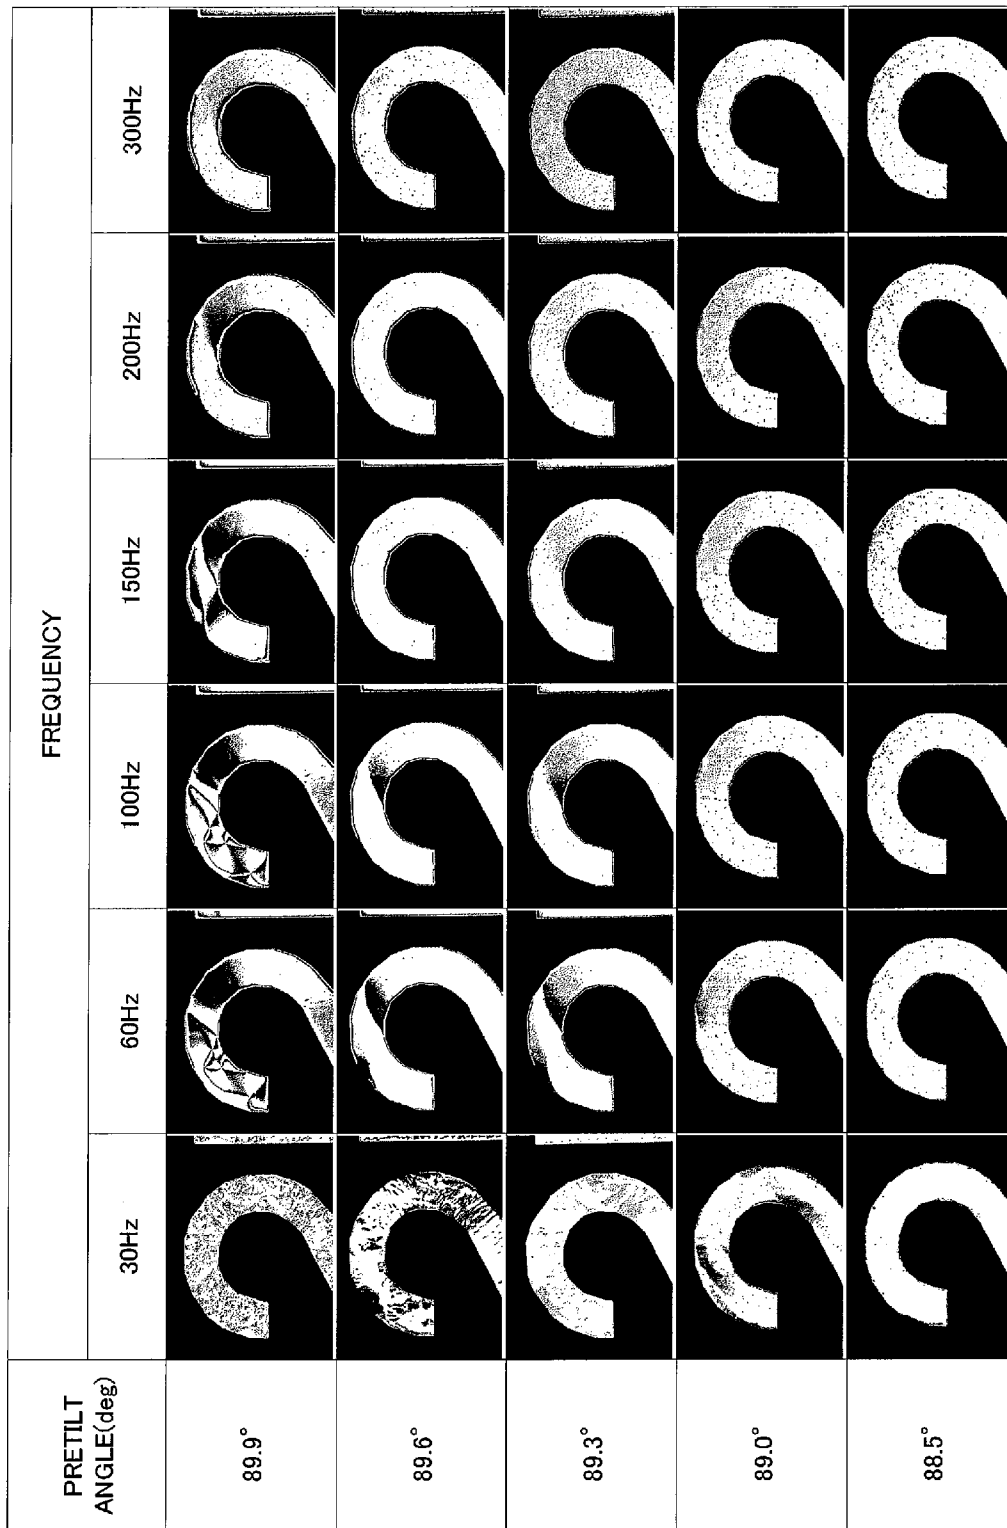 FREQUENCY
PRETILT
ANGLE(deg)
30Hz
60Hz
100Hz
150Hz
200Hz
300Hz
89.9°
89.6°
89.3°
89.0°
88.5°